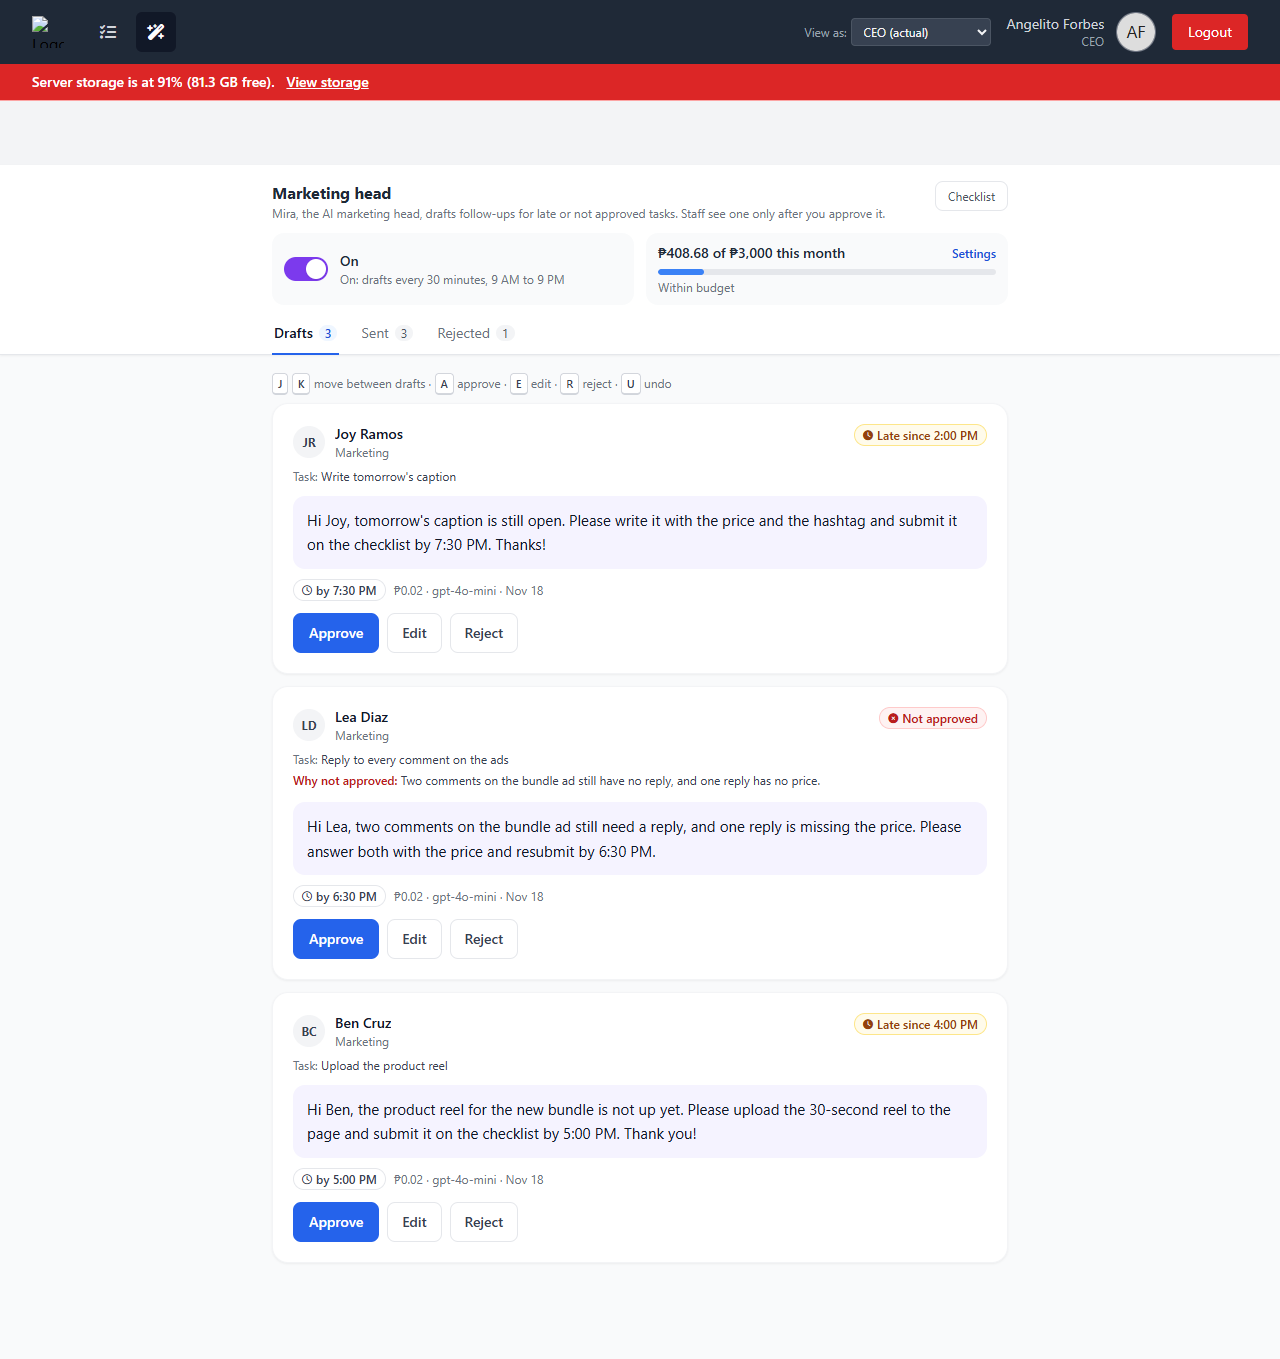 Logo
View as:
CEO (actual)
Angelito Forbes
CEO
AF
Logout
Server storage is at 91% (81.3 GB free). View storage
Marketing head
Mira, the AI marketing head, drafts follow-ups for late or not approved tasks. Staff see one only after you approve it.
Checklist
On
On: drafts every 30 minutes, 9 AM to 9 PM
₱408.68 of ₱3,000 this month
Settings
Within budget
Drafts 3
Sent 3
Rejected 1
J K move between drafts · A approve · E edit · R reject · U undo
JR
Joy Ramos
Marketing
Late since 2:00 PM
Task: Write tomorrow's caption
Hi Joy, tomorrow's caption is still open. Please write it with the price and the hashtag and submit it
on the checklist by 7:30 PM. Thanks!
by 7:30 PM
₱0.02 · gpt-4o-mini · Nov 18
Approve
Edit
Reject
LD
Lea Diaz
Marketing
Not approved
Task: Reply to every comment on the ads
Why not approved: Two comments on the bundle ad still have no reply, and one reply has no price.
Hi Lea, two comments on the bundle ad still need a reply, and one reply is missing the price. Please
answer both with the price and resubmit by 6:30 PM.
by 6:30 PM
₱0.02 · gpt-4o-mini · Nov 18
Approve
Edit
Reject
BC
Ben Cruz
Marketing
Late since 4:00 PM
Task: Upload the product reel
Hi Ben, the product reel for the new bundle is not up yet. Please upload the 30-second reel to the
page and submit it on the checklist by 5:00 PM. Thank you!
by 5:00 PM
₱0.02 · gpt-4o-mini · Nov 18
Approve
Edit
Reject